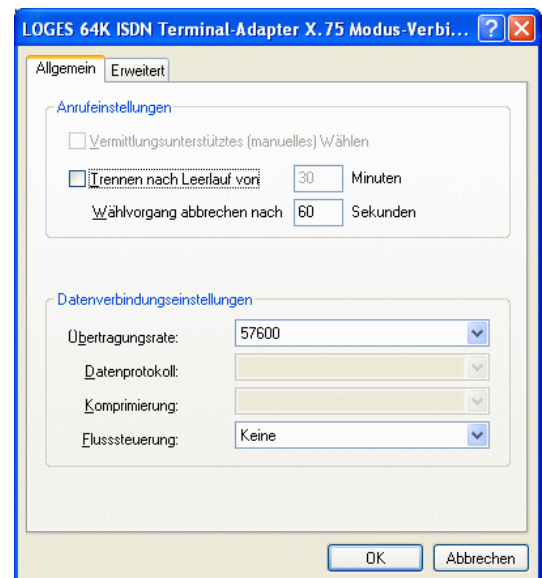 LOGES 64K ISDN Terminal-Adapter X.75 Modus-Verbi...
Allgemein Erweitert
Anrufeinstellungen
Vermittlungsunterstütztes (manuelles) Wählen
Trennen nach Leerlauf von 30 Minuten
Wählvorgang abbrechen nach 60 Sekunden
Datenverbindungseinstellungen
Übertragungsrate: 57600
Datenprotokoll:
Komprimierung:
Flusssteuerung: Keine
OK Abbrechen